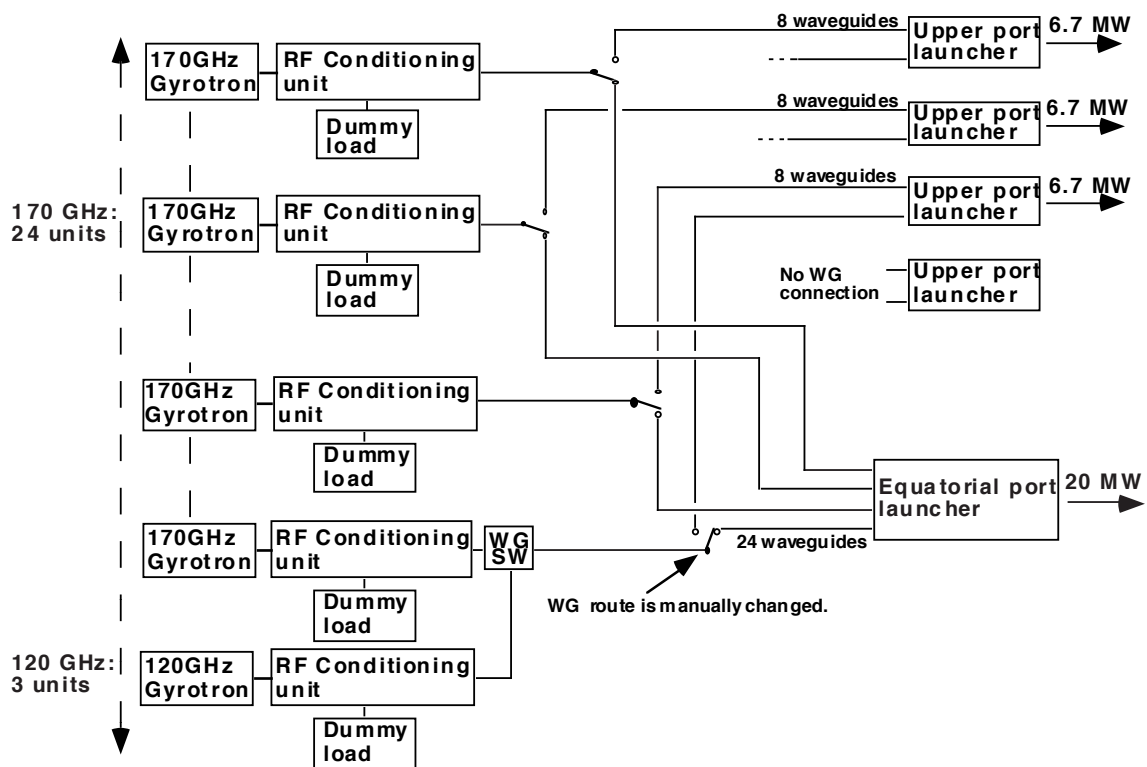 8 waveguides
Upper port
launcher
6.7 MW
170GHz
Gyrotron
RF Conditioning
unit
Dummy
load
8 waveguides
Upper port
launcher
6.7 MW
8 waveguides
Upper port
launcher
6.7 MW
170 GHz:
24 units
170GHz
Gyrotron
RF Conditioning
unit
Dummy
load
No WG
connection
Upper port
launcher
170GHz
Gyrotron
RF Conditioning
unit
Dummy
load
Equatorial port
launcher
20 MW
24 waveguides
170GHz
Gyrotron
RF Conditioning
unit
WG
SW
Dummy
load
WG route is manually changed.
120 GHz:
3 units
120GHz
Gyrotron
RF Conditioning
unit
Dummy
load